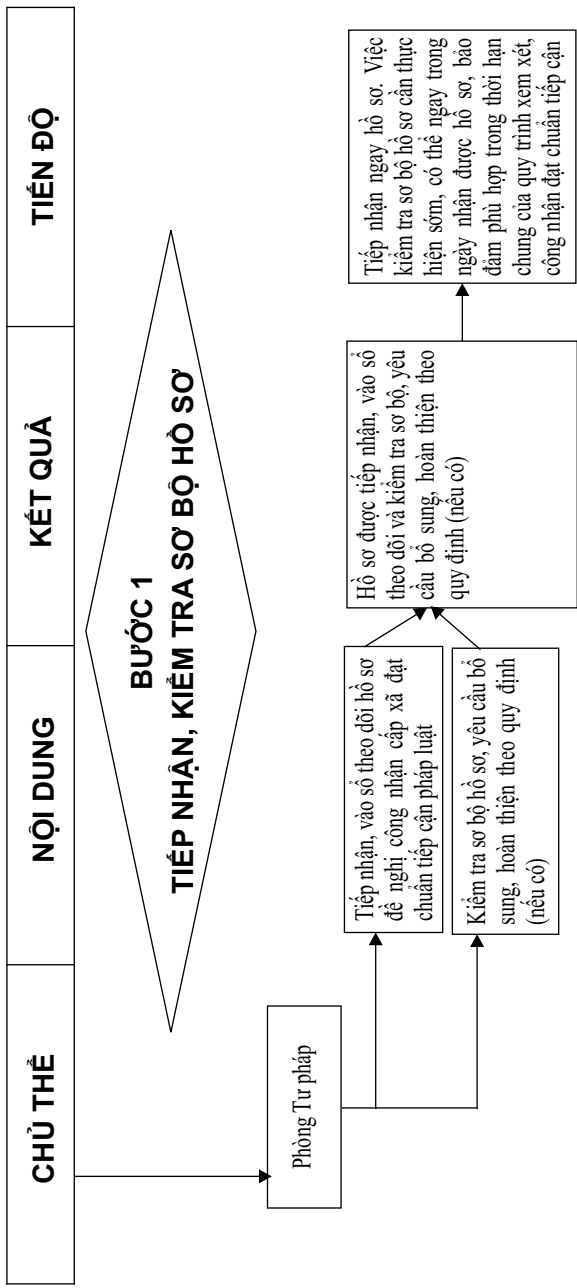 CHỦ THỂ
NỘI DUNG
KẾT QUẢ
TIẾN ĐỘ
BƯỚC 1
TIẾP NHẬN, KIỂM TRA SƠ BỘ HỒ SƠ
Phòng Tư pháp
Tiếp nhận, vào sổ theo dõi hồ sơ
đề nghị công nhận cấp xã đạt
chuẩn tiếp cận pháp luật
Kiểm tra sơ bộ hồ sơ, yêu cầu bổ
sung, hoàn thiện theo quy định
(nếu có)
Hồ sơ được tiếp nhận, vào sổ
theo dõi và kiểm tra sơ bộ, yêu
cầu bổ sung, hoàn thiện theo
quy định (nếu có)
Tiếp nhận ngay hồ sơ. Việc
kiểm tra sơ bộ hồ sơ cần thực
hiện sớm, có thể ngay trong
ngày nhận được hồ sơ, bảo
đảm phù hợp trong thời hạn
chung của quy trình xem xét,
công nhận đạt chuẩn tiếp cận